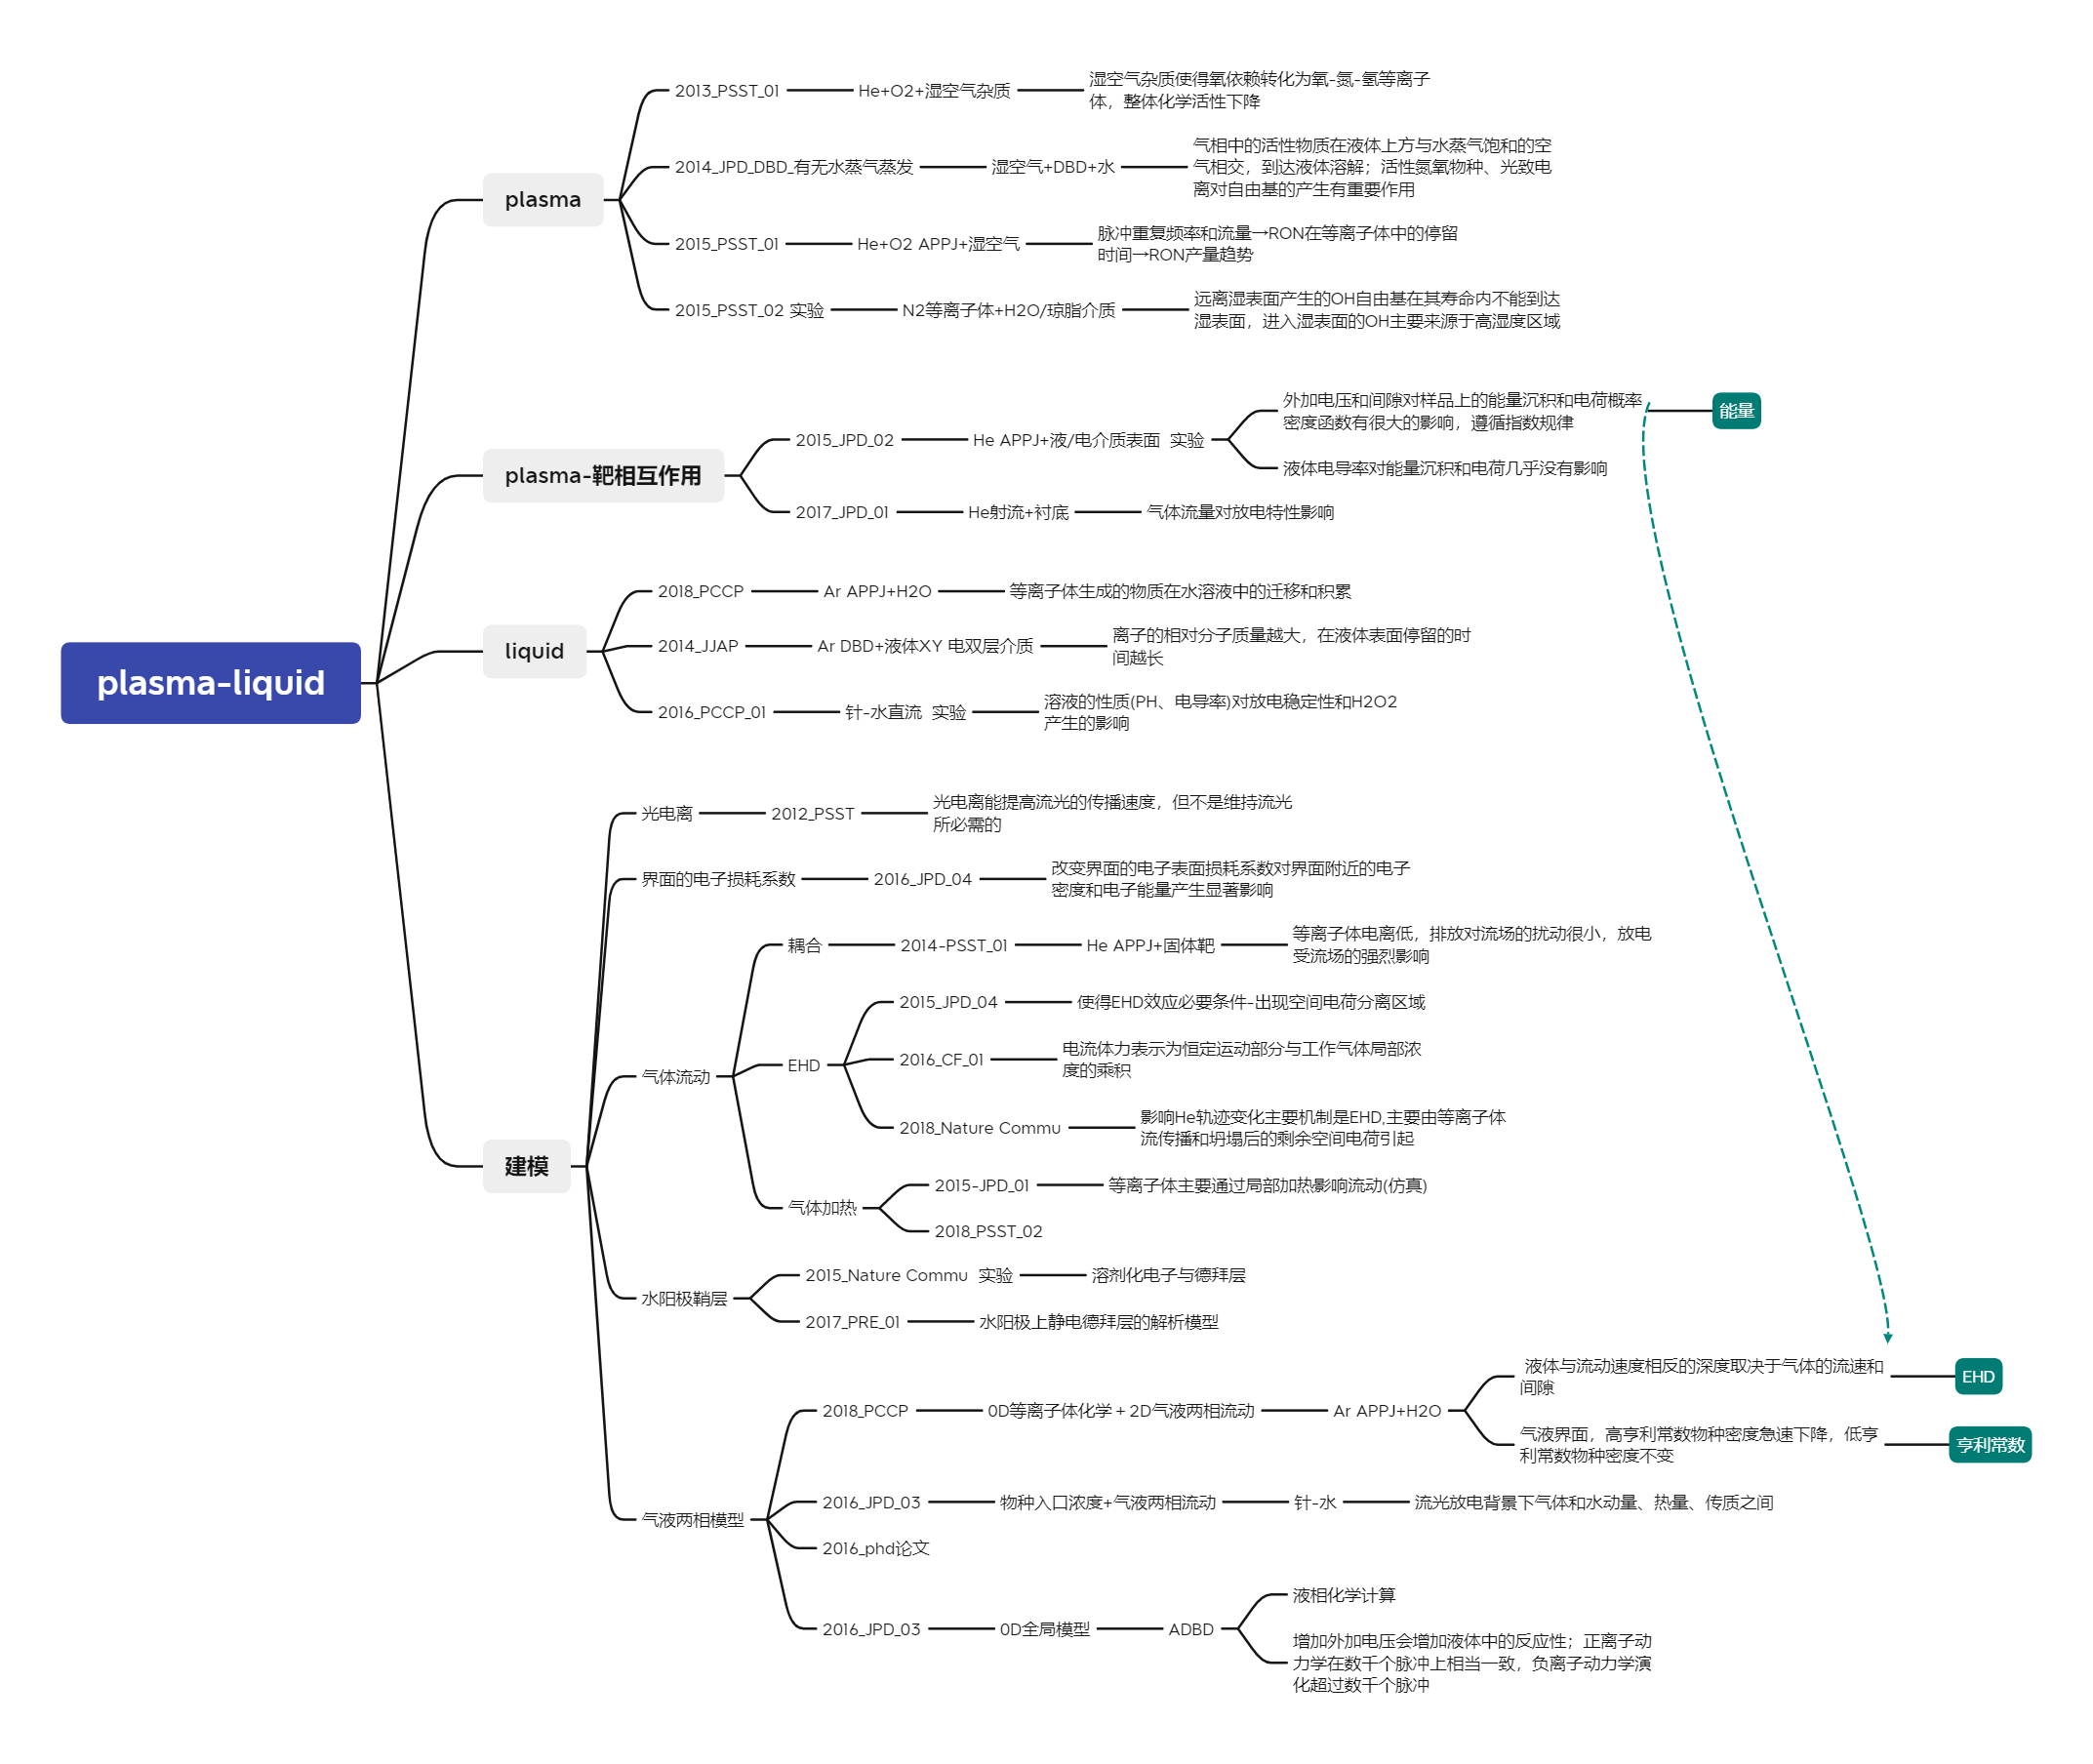 plasma-liquid
plasma
2013_PSST_01
He+O2+湿空气杂质
湿空气杂质使得氧依赖转化为氧-氮-氢等离子
体，整体化学活性下降
2014_JPD_DBD_有无水蒸气蒸发
湿空气+DBD+水
气相中的活性物质在液体上方与水蒸气饱和的空
气相交，到达液体溶解；活性氮氧物种、光致电
离对自由基的产生有重要作用
2015_PSST_01
He+O2 APPJ+湿空气
脉冲重复频率和流量→RON在等离子体中的停留
时间→RON产量趋势
2015_PSST_02 实验
N2等离子体+H2O/琼脂介质
远离湿表面产生的OH自由基在其寿命内不能到达
湿表面，进入湿表面的OH主要来源于高湿度区域
plasma-靶相互作用
2015_JPD_02
He APPJ+液/电介质表面 实验
外加电压和间隙对样品上的能量沉积和电荷概率
密度函数有很大的影响，遵循指数规律
能量
液体电导率对能量沉积和电荷几乎没有影响
2017_JPD_01
He射流+衬底
气体流量对放电特性影响
liquid
2018_PCCP
Ar APPJ+H2O
等离子体生成的物质在水溶液中的迁移和积累
2014_JJAP
Ar DBD+液体XY 电双层介质
离子的相对分子质量越大，在液体表面停留的时
间越长
2016_PCCP_01
针-水直流 实验
溶液的性质(PH、电导率)对放电稳定性和H2O2
产生的影响
建模
光电离
2012_PSST
光电离能提高流光的传播速度，但不是维持流光
所必需的
界面的电子损耗系数
2016_JPD_04
改变界面的电子表面损耗系数对界面附近的电子
密度和电子能量产生显著影响
气体流动
耦合
2014-PSST_01
He APPJ+固体靶
等离子体电离低，排放对流场的扰动很小，放电
受流场的强烈影响
EHD
2015_JPD_04
使得EHD效应必要条件-出现空间电荷分离区域
2016_CF_01
电流体力表示为恒定运动部分与工作气体局部浓
度的乘积
2018_Nature Commu
影响He轨迹变化主要机制是EHD,主要由等离子体
流传播和坍塌后的剩余空间电荷引起
气体加热
2015-JPD_01
等离子体主要通过局部加热影响流动(仿真)
2018_PSST_02
水阳极鞘层
2015_Nature Commu 实验
溶剂化电子与德拜层
2017_PRE_01
水阳极上静电德拜层的解析模型
气液两相模型
2018_PCCP
0D等离子体化学 + 2D气液两相流动
Ar APPJ+H2O
液体与流动速度相反的深度取决于气体的流速和
间隙
EHD
气液界面，高亨利常数物种密度急速下降，低亨
利常数物种密度不变
亨利常数
2016_JPD_03
物种入口浓度+气液两相流动
针-水
流光放电背景下气体和水动量、热量、传质之间
2016_phd论文
2016_JPD_03
0D全局模型
ADBD
液相化学计算
增加外加电压会增加液体中的反应性；正离子动
力学在数千个脉冲上相当一致，负离子动力学演
化超过数千个脉冲